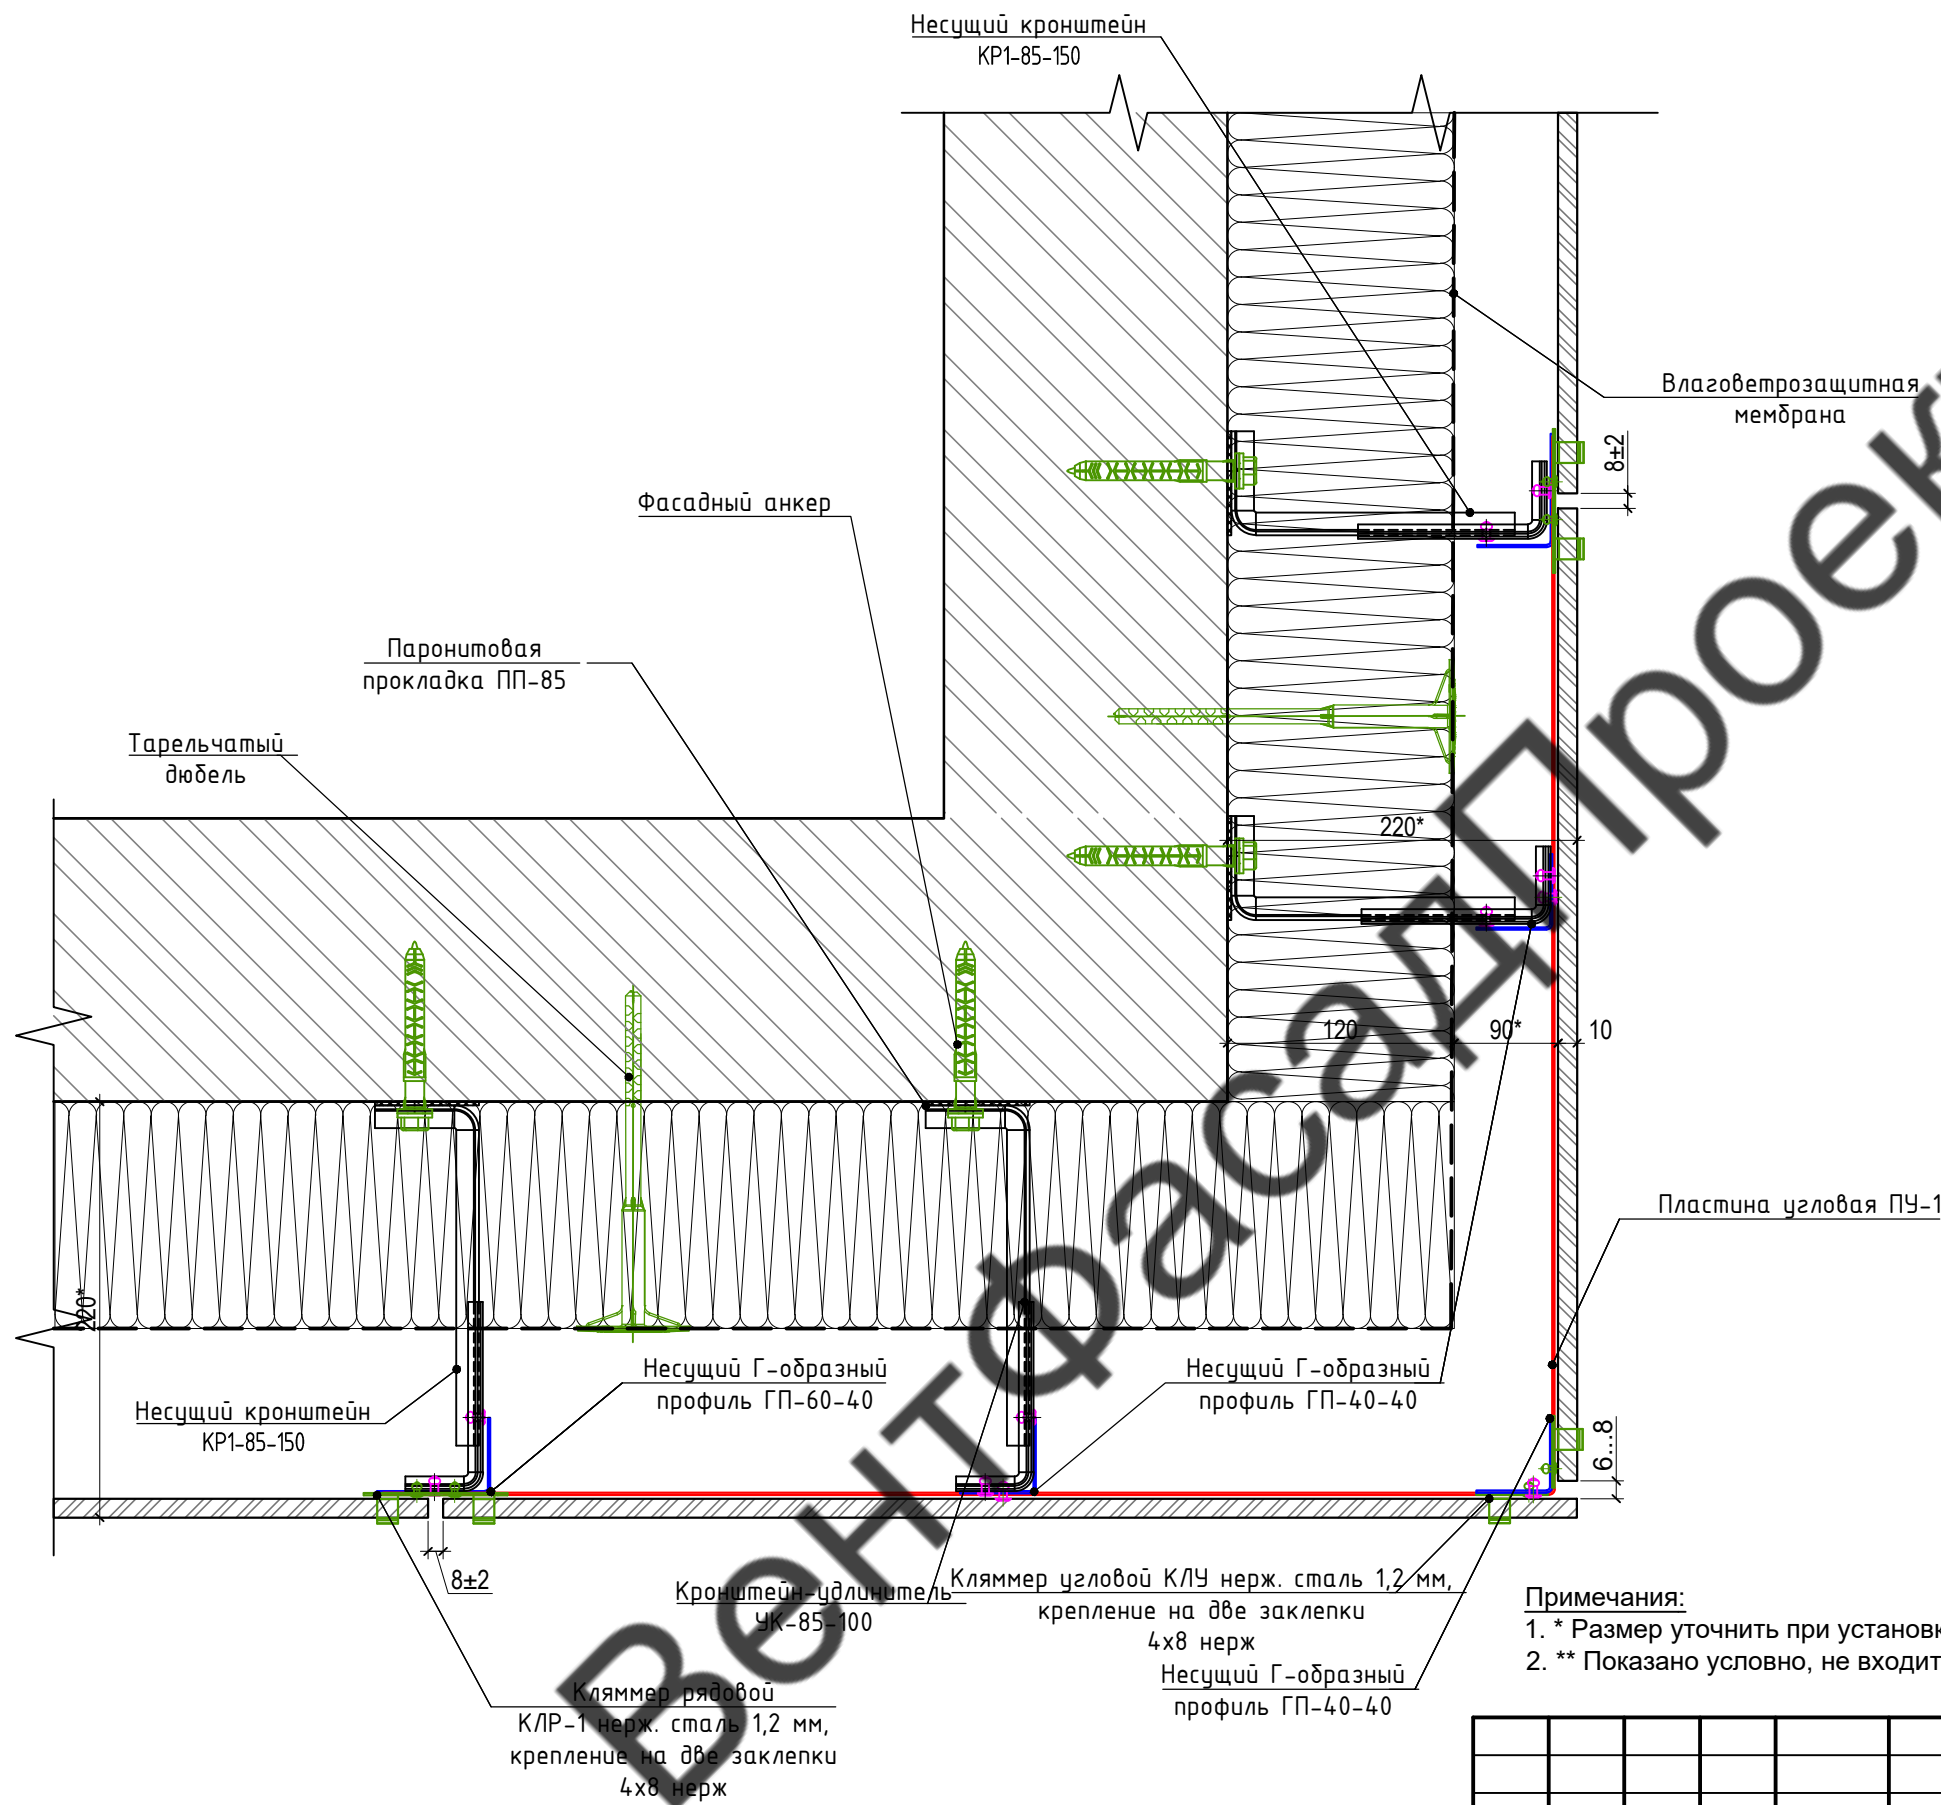 Несущий кронштейн
КР1-85-150
Влаговетрозащитная
мембрана
8±2
Фасадный анкер
Паронитовая
прокладка ПП-85
Тарельчатый
дюбель
220*
120
90*
10
Пластина угловая ПУ-1
220*
Несущий Г-образный
профиль ГП-60-40
Несущий Г-образный
профиль ГП-40-40
Несущий кронштейн
КР1-85-150
6...8
8±2
Кронштейн-удлинитель
УК-85-100
Кляммер угловой КЛУ нерж. сталь 1,2 мм,
крепление на две заклепки
4х8 нерж
Несущий Г-образный
профиль ГП-40-40
Кляммер рядовой
КЛР-1 нерж. сталь 1,2 мм,
крепление на две заклепки
4х8 нерж
Примечания:
1. * Размер уточнить при
2. ** Показано условно, не входит
ВентФасадПроек